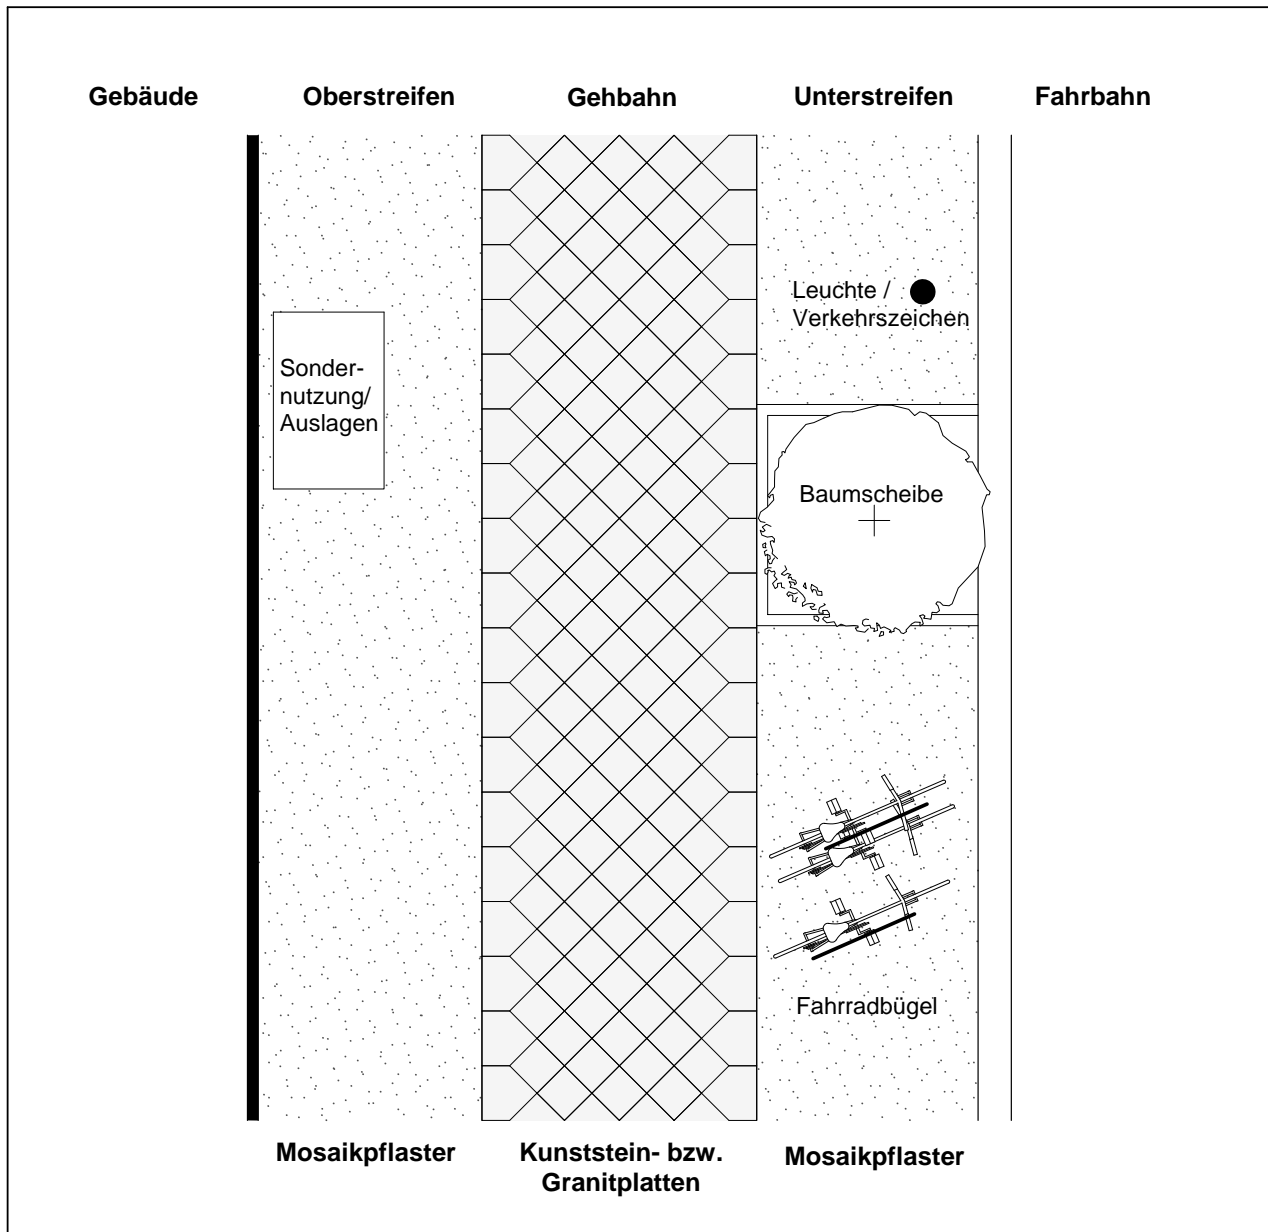 Gebäude
Oberstreifen
Gehbahn
Unterstreifen
Fahrbahn
Leuchte /
Verkehrszeichen
Sonder-
nutzung/
Auslagen
Baumscheibe
Fahrradbügel
Mosaikpflaster
Kunststein- bzw.
Granitplatten
Mosaikpflaster